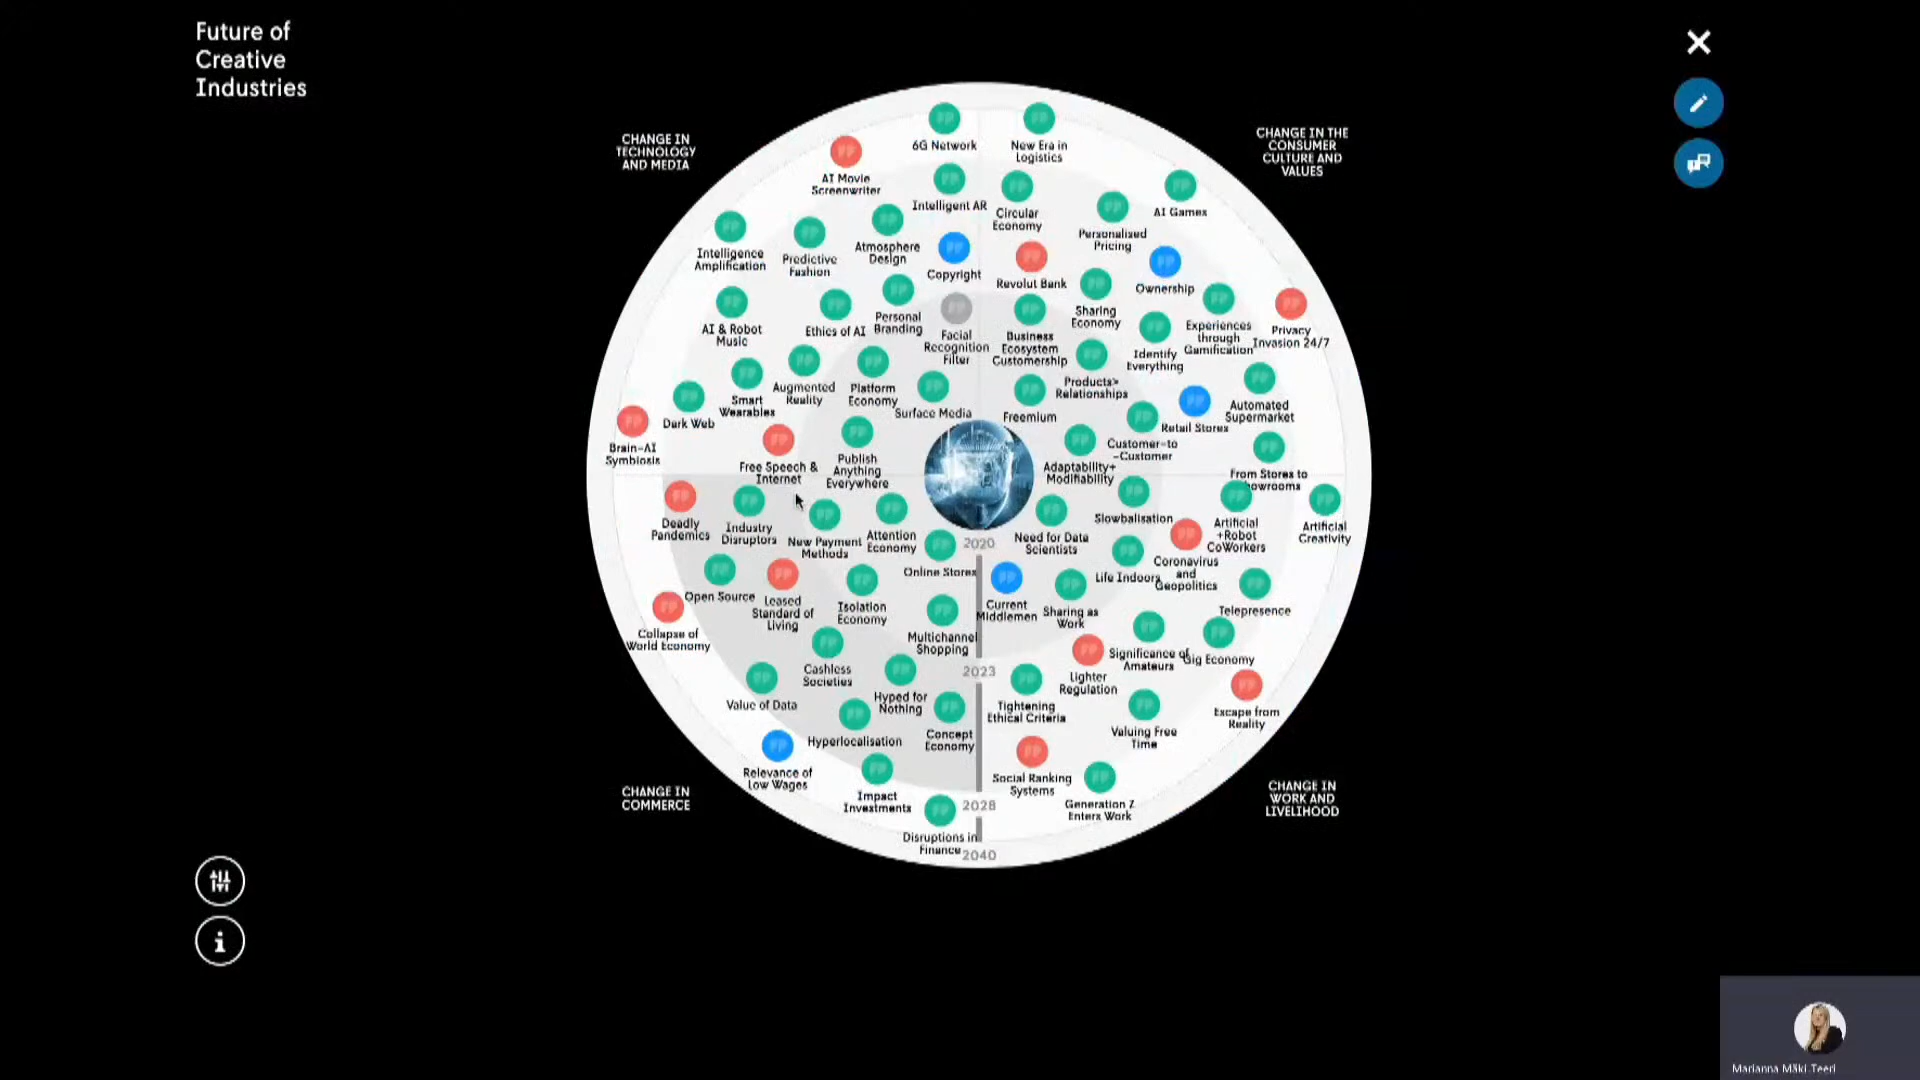 Future of
Creative
Industries
CHANGE IN
TECHNOLOGY
AND MEDIA
CHANGE IN THE
CONSUMER
CULTURE AND
VALUES
6G Network
New Era in
Logistics
AI Movie
Screenwriter
Intelligent AR
Circular
Economy
AI Games
Personalized
Pricing
Intelligence
Amplification
Predictive
Fashion
Atmosphere
Design
Copyright
Revolut Bank
Ownership
AI & Robot
Music
Ethics of AI
Personal
Branding
Facial
Recognition
Filter
Business
Ecosystem
Customership
Sharing
Economy
Identify
Everything
Experiences
through
Gamification
Privacy
Invasion 24/7
Smart
Wearables
Augmented
Reality
Platform
Economy
Surface Media
Freemium
Products>
Relationships
Retail Stores
Automated
Supermarket
Dark Web
Brain-AI
Symbiosis
Free Speech &
Internet
Publish
Anything
Everywhere
Adaptability+
Modifiability
Customer-to
-Customer
From Stores to
Showrooms
Deadly
Pandemics
Industry
Disruptors
New Payment
Methods
Attention
Economy
Online Stores
2020
Need for Data
Scientists
Slowbalisation
Coronavirus
and
Geopolitics
Artificial
+Robot
CoWorkers
Artificial
Creativity
Open Source
Leased
Standard of
Living
Isolation
Economy
Multichannel
Shopping
Current
Middlemen
Sharing as
Work
Life Indoors
Telepresence
Collapse of
World Economy
Cashless
Societies
2023
Lighter
Regulation
Significance of
Amateurs
Gig Economy
Value of Data
Hyped for
Nothing
Hyperlocalisation
Concept
Economy
Tightening
Ethical Criteria
Valuing Free
Time
Escape from
Reality
Relevance of
Low Wages
Impact
Investments
Social Ranking
Systems
Generation Z
Enters Work
2028
Disruptions in
Finance
2040
CHANGE IN
COMMERCE
CHANGE IN
WORK AND
LIVELIHOOD
Marianna Mäki-Teeri